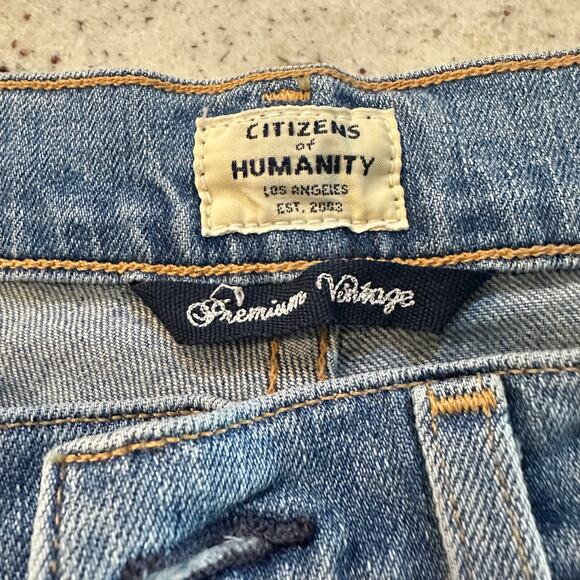 CITIZENS
of
HUMANITY
LOS ANGELES
EST. 2003
Premium Vintage